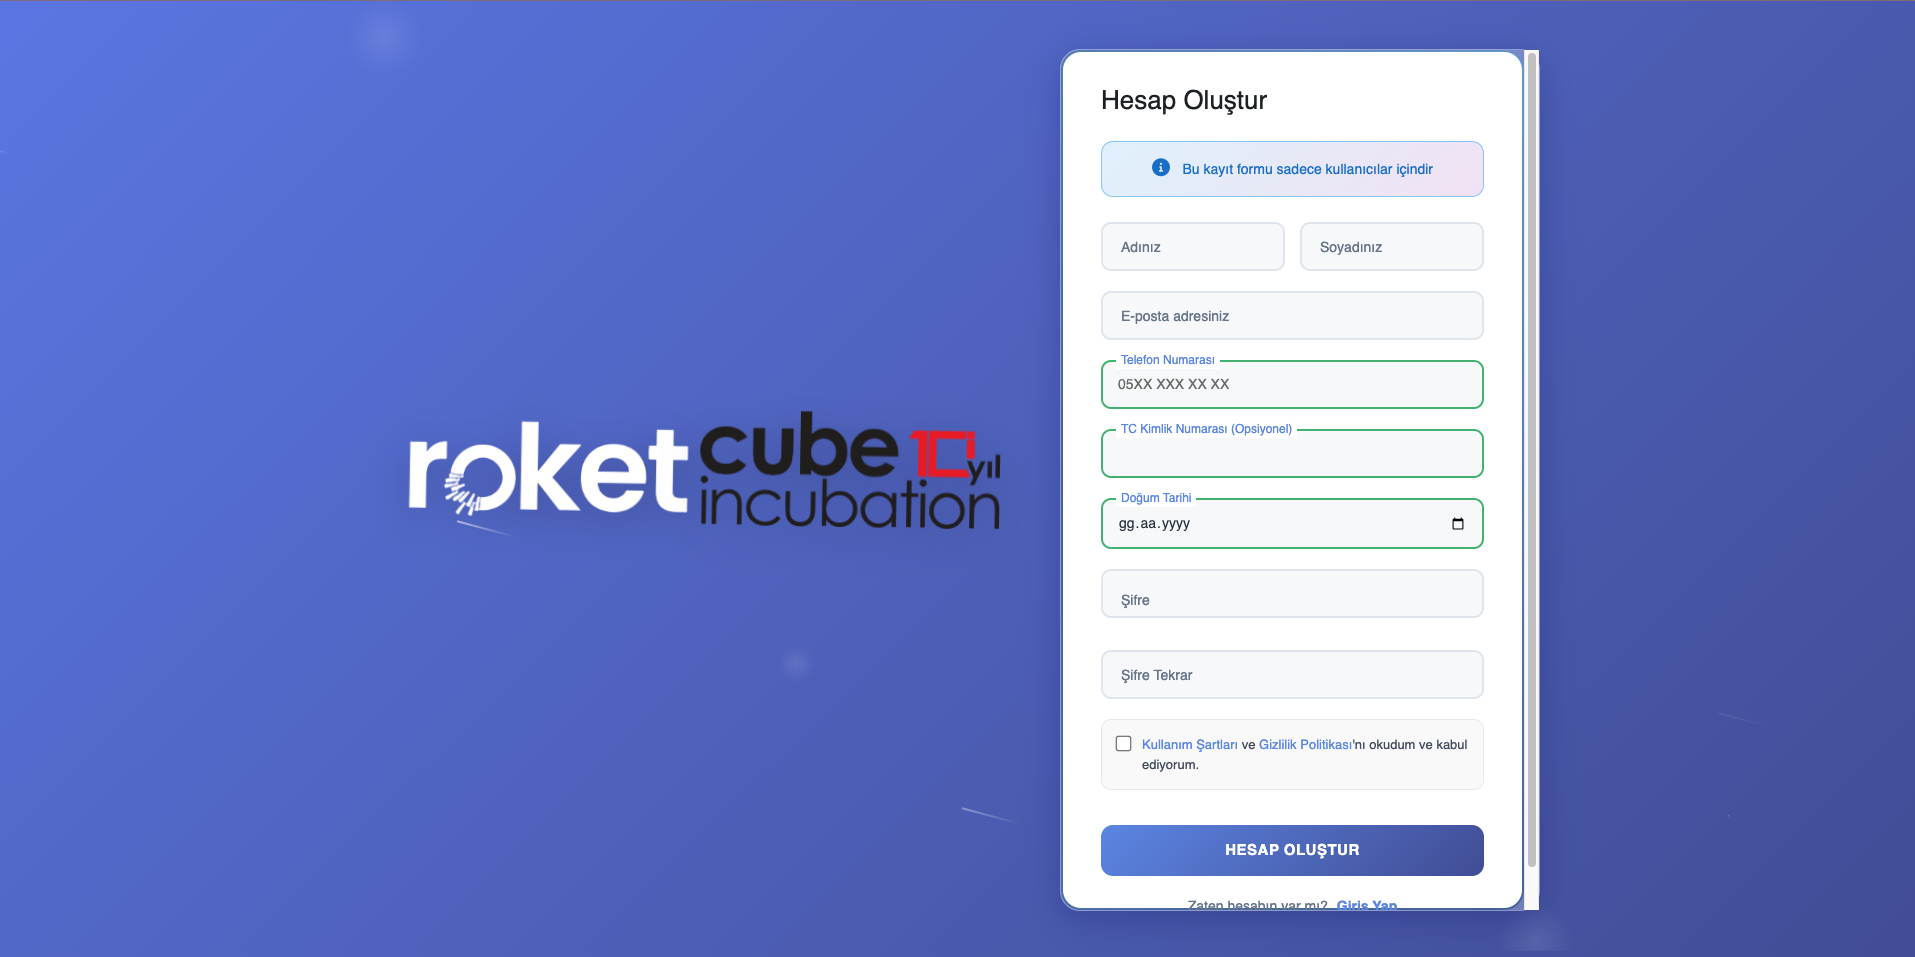 roket cube 10 yıl
incubation
Hesap Oluştur
Bu kayıt formu sadece kullanıcılar içindir
Adınız
Soyadınız
E-posta adresiniz
Telefon Numarası
05XX XXX XX XX
TC Kimlik Numarası (Opsiyonel)
Doğum Tarihi
gg.aa.yyyy
Şifre
Şifre Tekrar
Kullanım Şartları ve Gizlilik Politikası'nı okudum ve kabul
ediyorum.
HESAP OLUŞTUR
Zaten hesabın var mı? Giriş Yap